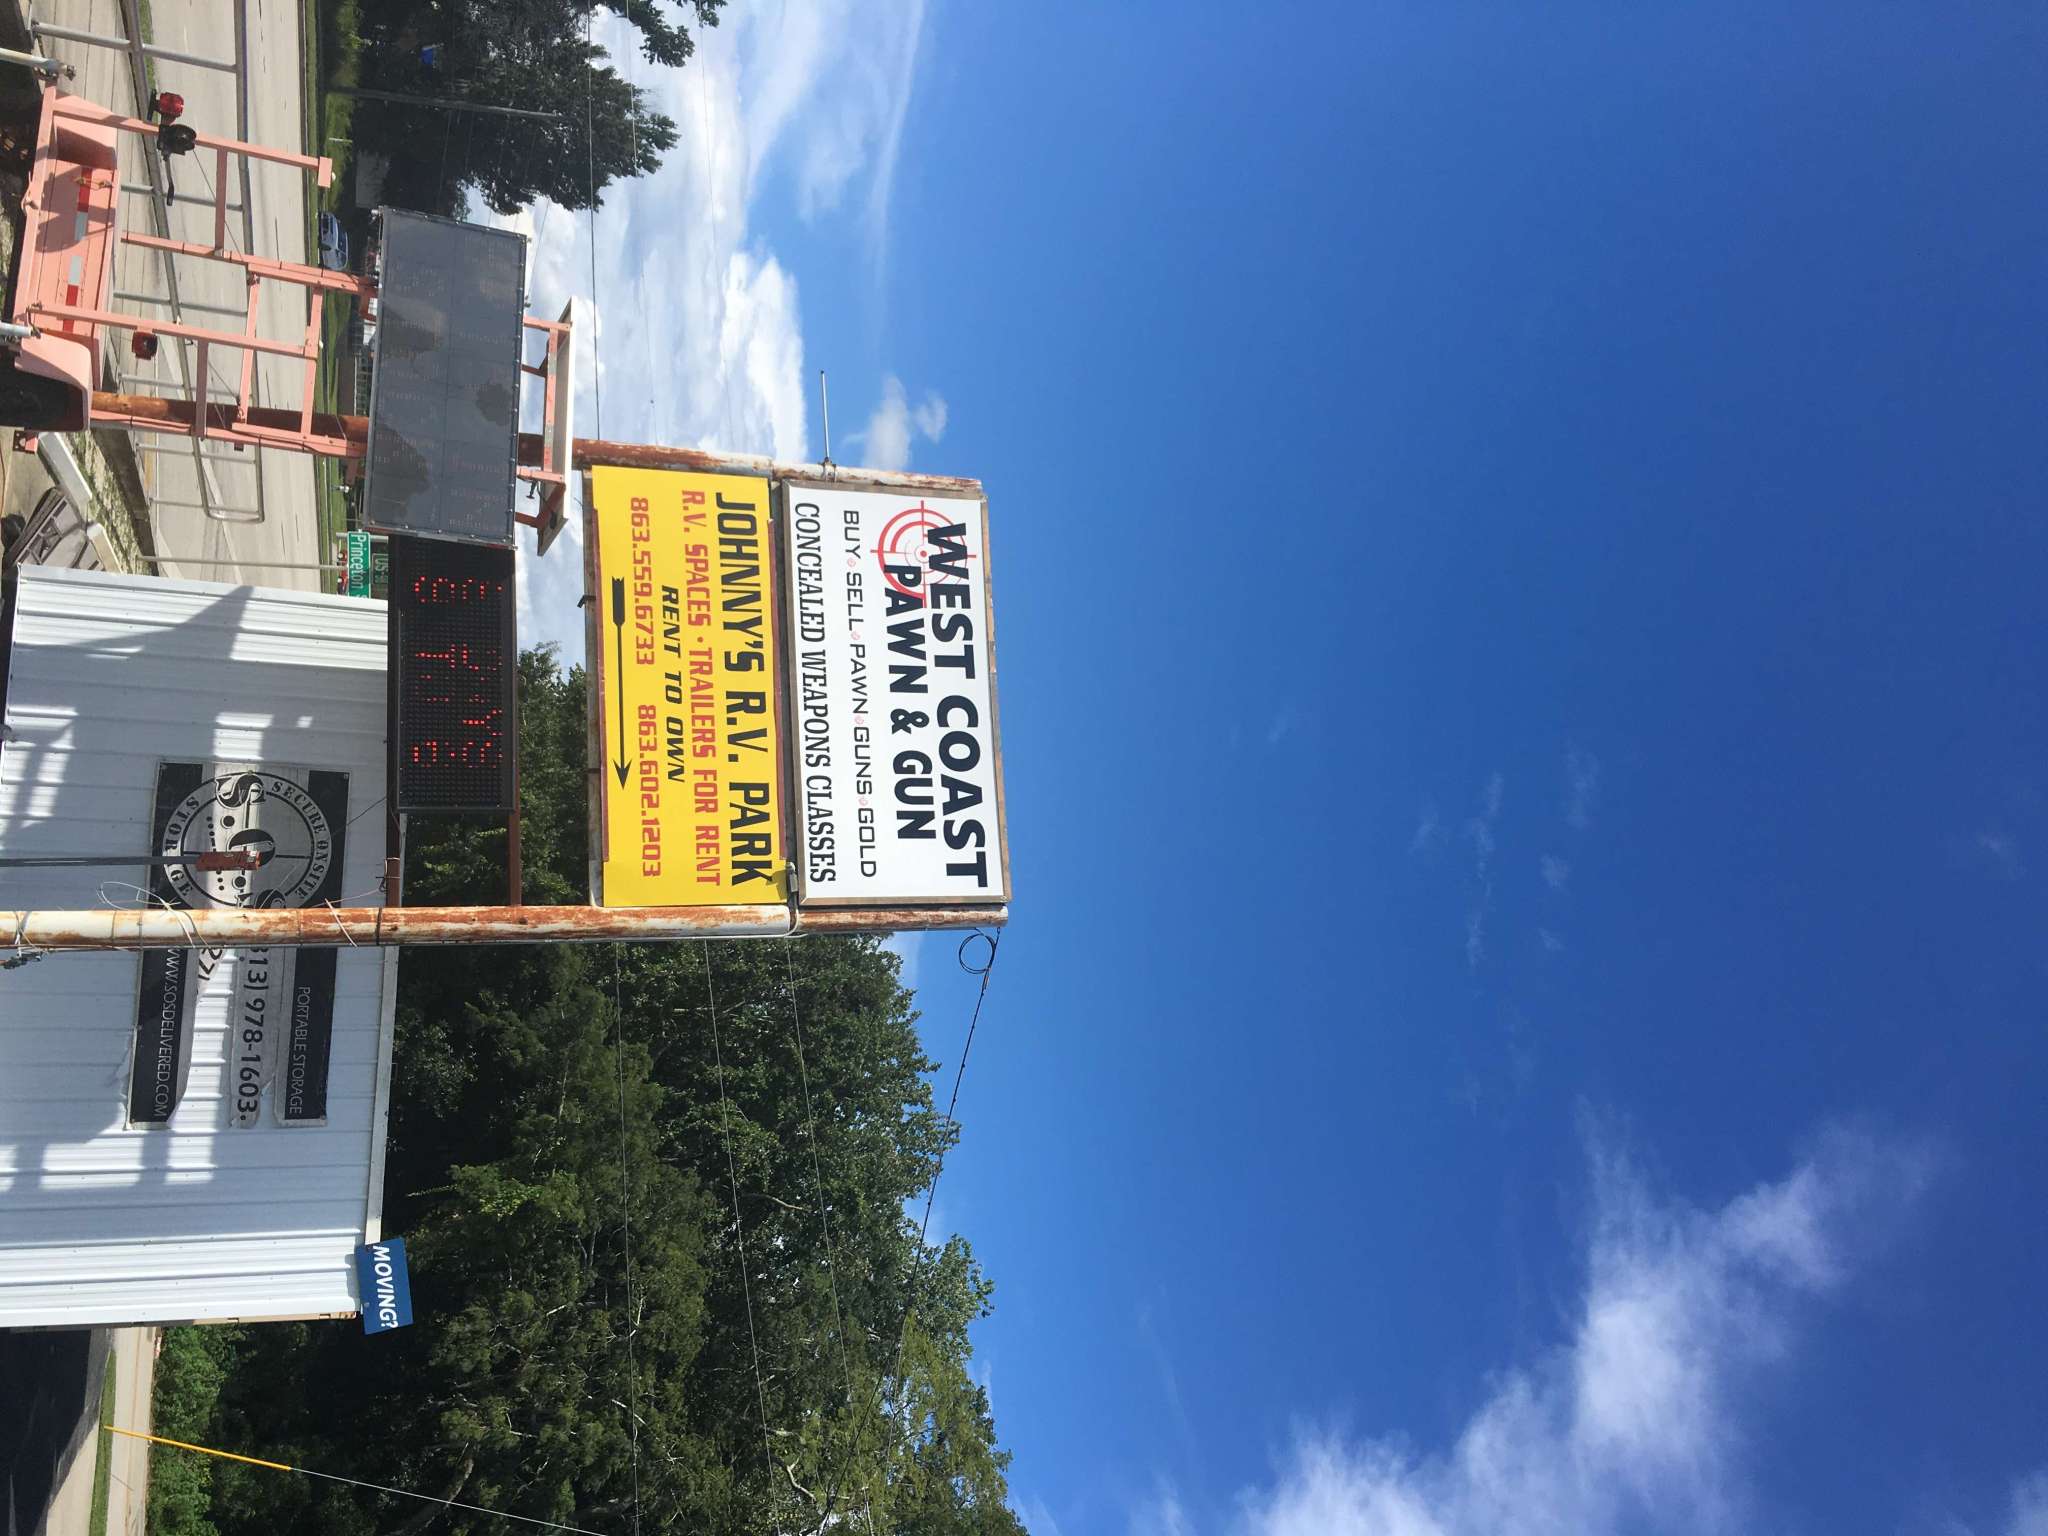 WEST COAST
PAWN & GUN
BUY SELL PAWN GUNS GOLD
CONCEALED WEAPONS CLASSES
JOHNNY'S R.V. PARK
R.V. SPACES · TRAILERS FOR RENT
RENT TO OWN
863.559.6733 863.602.1203
Princeton
MOVING?
SECURE ONSITE
STORAGE
PORTABLE STORAGE
13) 978-1603
WWW.SOSDELIVERED.COM